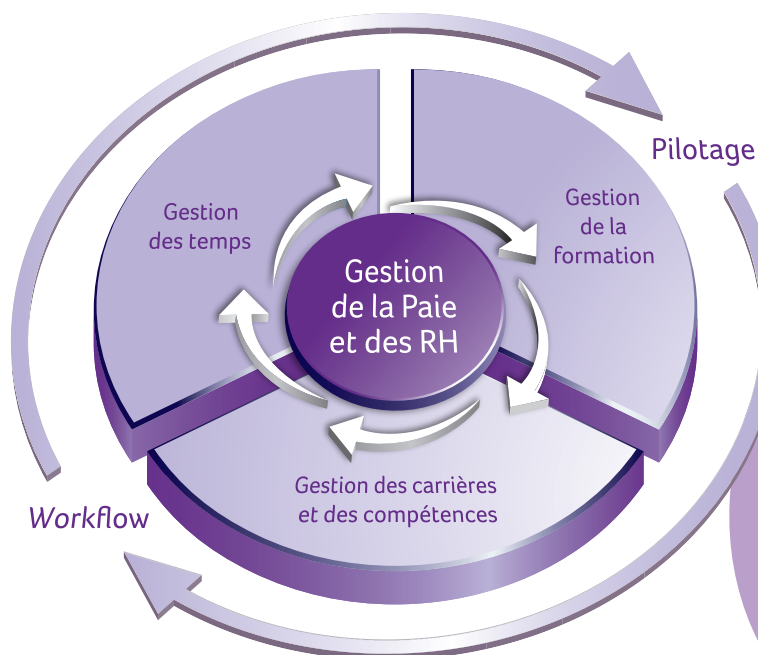 Pilotage
Gestion
des temps
Gestion
de la
formation
Gestion
de la Paie
et des RH
Gestion des carrières
et des compétences
Workflow